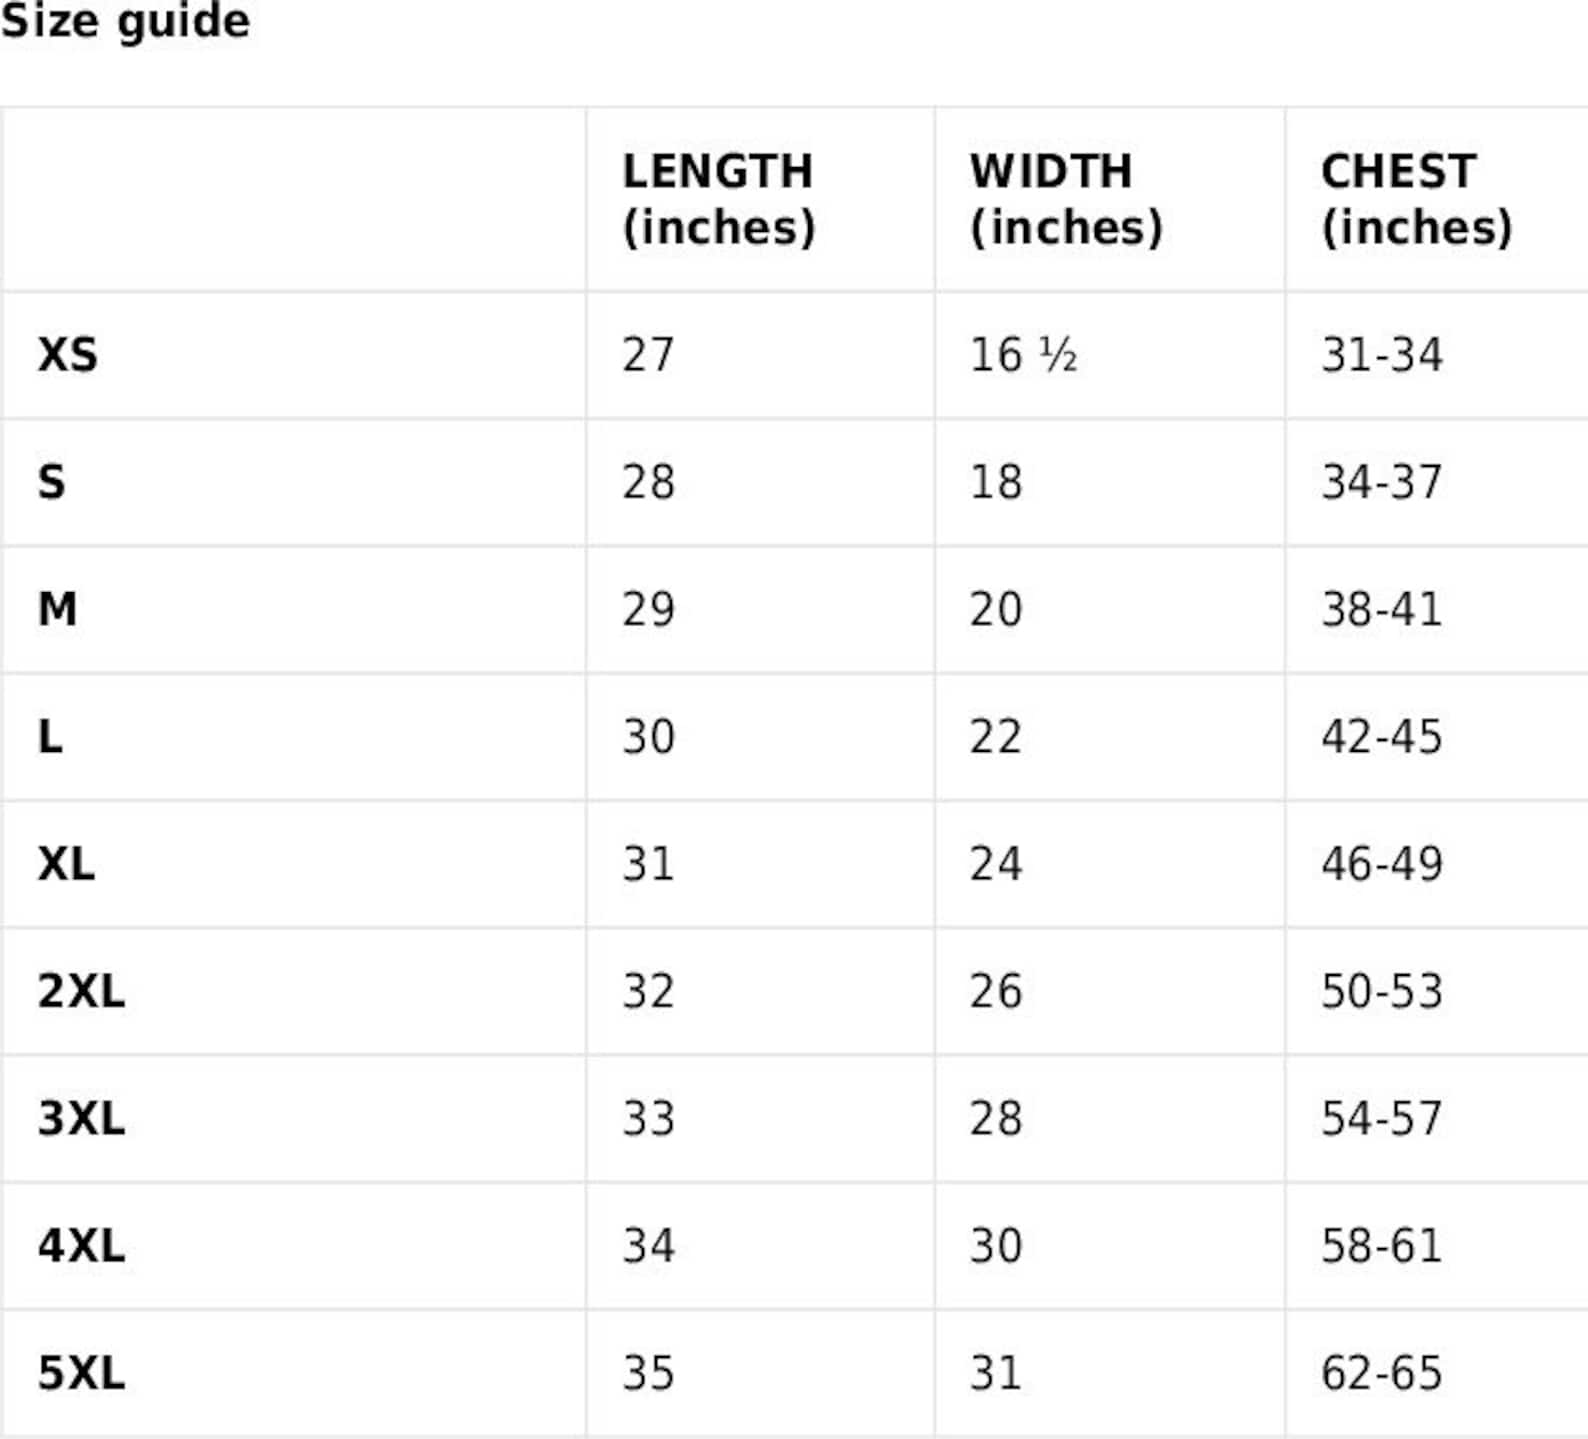 Size guide
LENGTH (inches) WIDTH (inches) CHEST (inches)
XS 27 16 ½ 31-34
S 28 18 34-37
M 29 20 38-41
L 30 22 42-45
XL 31 24 46-49
2XL 32 26 50-53
3XL 33 28 54-57
4XL 34 30 58-61
5XL 35 31 62-65